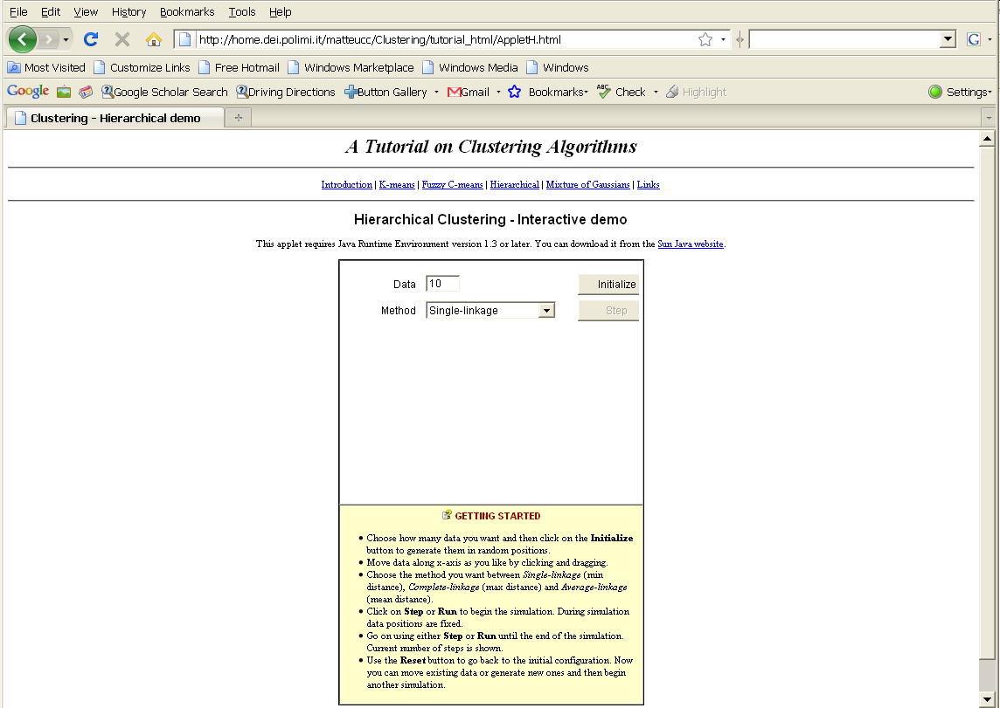 File Edit View History Bookmarks Tools Help
http://home.dei.polimi.it/matteucc/Clustering/tutorial_html/AppletH.html G
Most Visited Customize Links Free Hotmail Windows Marketplace Windows Media Windows
Google Google Scholar Search Driving Directions Button Gallery Gmail Bookmarks ABC Check Highlight Settings
Clustering - Hierarchical demo
A Tutorial on Clustering Algorithms
Introduction | K-means | Fuzzy C-means | Hierarchical | Mixture of Gaussians | Links
Hierarchical Clustering - Interactive demo
This applet requires Java Runtime Environment version 1.3 or later. You can download it from the Sun Java website.
Data 10 Initialize
Method Single-linkage Step
GETTING STARTED
• Choose how many data you want and then click on the Initialize
button to generate them in random positions.
• Move data along x-axis as you like by clicking and dragging.
• Choose the method you want between Single-linkage (min
distance), Complete-linkage (max distance) and Average-linkage
(mean distance).
• Click on Step or Run to begin the simulation. During simulation
data positions are fixed.
• Go on using either Step or Run until the end of the simulation.
Current number of steps is shown.
• Use the Reset button to go back to the initial configuration. Now
you can move existing data or generate new ones and then begin
another simulation.